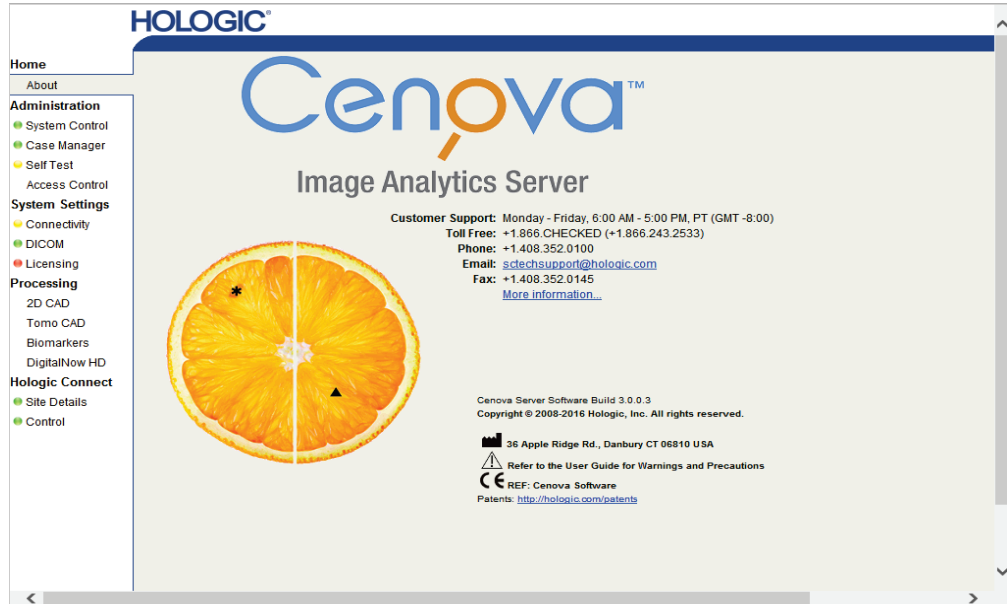 HOLOGIC®
Home
About
Administration
System Control
Case Manager
Self Test
Access Control
System Settings
Connectivity
DICOM
Licensing
Processing
2D CAD
Tomo CAD
Biomarkers
DigitalNow HD
Hologic Connect
Site Details
Control
Cenova™
Image Analytics Server
Customer Support: Monday - Friday, 6:00 AM - 5:00 PM, PT (GMT -8:00)
Toll Free: +1.866.CHECKED (+1.866.243.2533)
Phone: +1.408.352.0100
Email: sctechsupport@hologic.com
Fax: +1.408.352.0145
More information...
Cenova Server Software Build 3.0.0.3
Copyright © 2008-2016 Hologic, Inc. All rights reserved.
36 Apple Ridge Rd., Danbury CT 06810 USA
Refer to the User Guide for Warnings and Precautions
CE REF: Cenova Software
Patents: http://hologic.com/patents